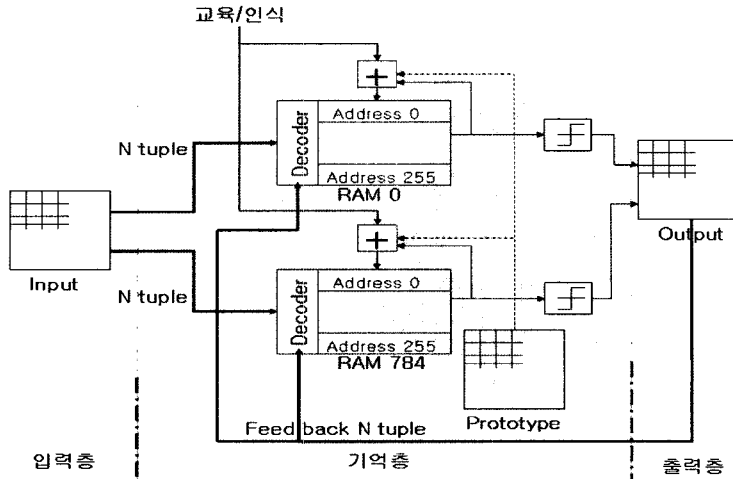 교육/인식
+
Address 0
Decoder
N tuple
Address 255
RAM 0
+
Input
Output
N tuple
Address 0
Decoder
Address 255
RAM 784
Prototype
Feed back N tuple
입력층
기억층
출력층